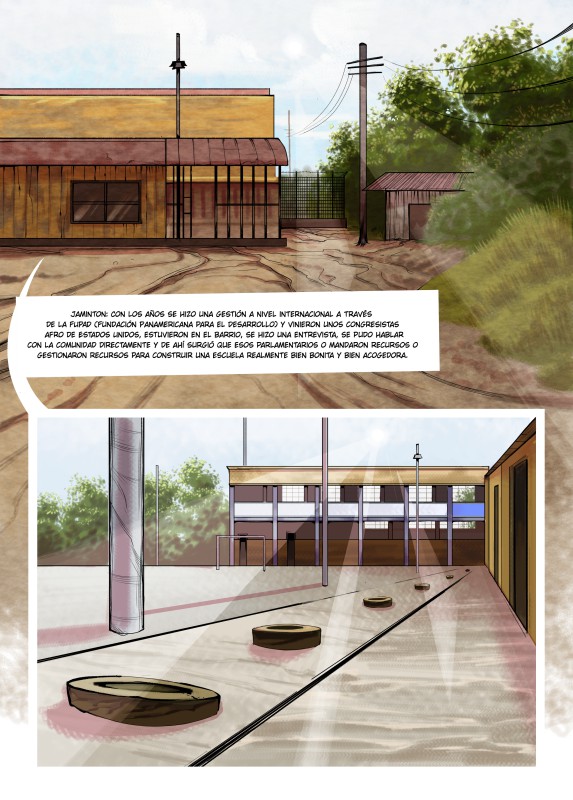 JAMINTON: CON LOS AÑOS SE HIZO UNA GESTIÓN A NIVEL INTERNACIONAL A TRAVÉS
DE LA FUPAD (FUNDACIÓN PANAMERICANA PARA EL DESARROLLO) Y VINIERON UNOS CONGRESISTAS
AFRO DE ESTADOS UNIDOS, ESTUVIERON EN EL BARRIO, SE HIZO UNA ENTREVISTA, SE PUDO HABLAR
CON LA COMUNIDAD DIRECTAMENTE Y DE AHÍ SURGIÓ QUE ESOS PARLAMENTARIOS O MANDARON RECURSOS O
GESTIONARON RECURSOS PARA CONSTRUIR UNA ESCUELA REALMENTE BIEN BONITA Y BIEN ACOGEDORA.